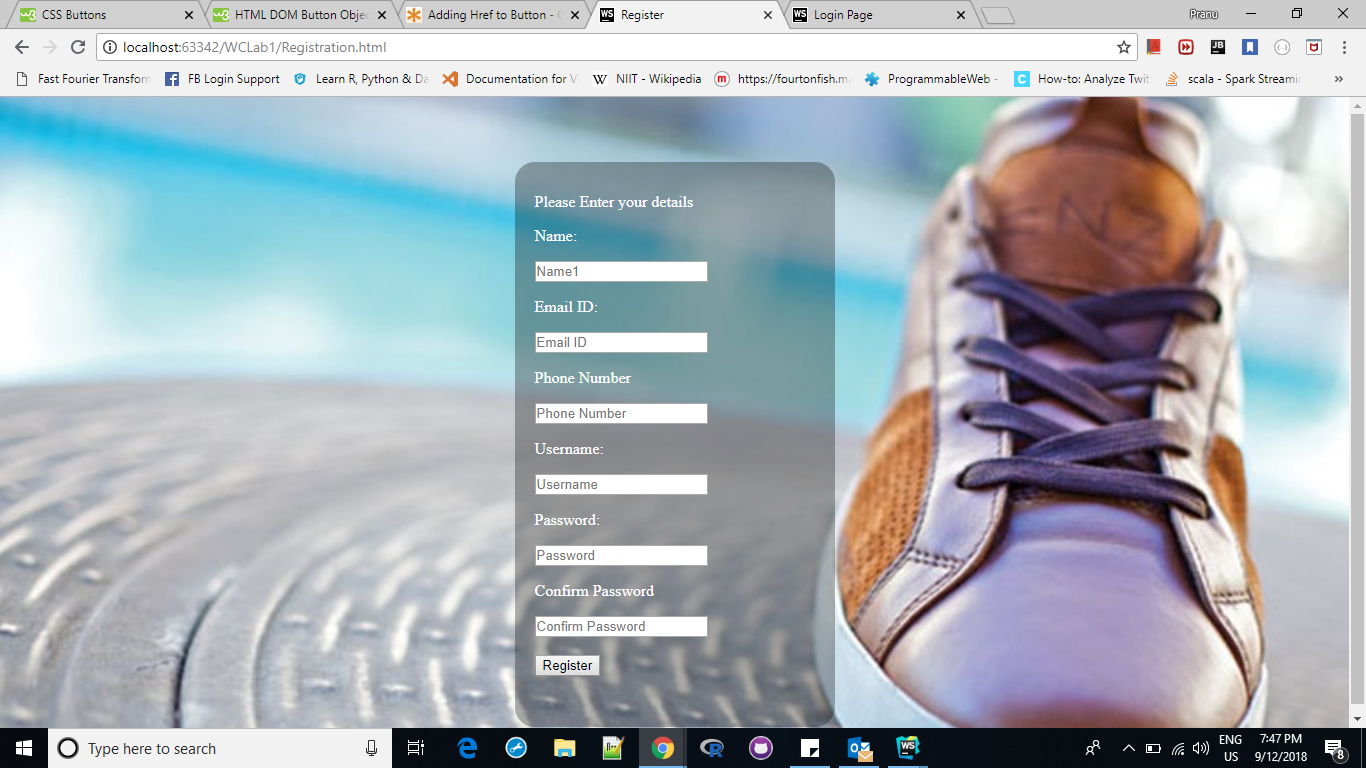 CSS Buttons
HTML DOM Button Objec
Adding Href to Button -
Register
Login Page
Pranu
localhost:63342/WCLab1/Registration.html
Fast Fourier Transform
FB Login Support
Learn R, Python & Da
Documentation for V
NIIT - Wikipedia
https://fourtonfish.m
ProgrammableWeb -
How-to: Analyze Twit
scala - Spark Streamin
»
Please Enter your details
Name:
Name1
Email ID:
Email ID
Phone Number
Phone Number
Username:
Username
Password:
Password
Confirm Password
Confirm Password
Register
Type here to search
ENG
US
7:47 PM
9/12/2018
8